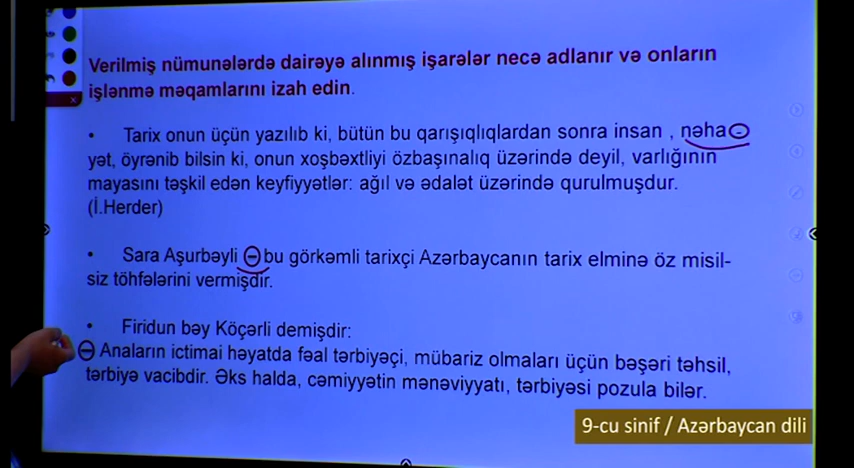 Verilmiş nümunələrdə dairəyə alınmış işarələr necə adlanır və onların
işlənmə məqamlarını izah edin.
• Tarix onun üçün yazılıb ki, bütün bu qarışıqlıqlardan sonra insan , nəha-
yət, öyrənib bilsin ki, onun xoşbəxtliyi özbaşınalıq üzərində deyil, varlığının
mayasını təşkil edən keyfiyyətlər: ağıl və ədalət üzərində qurulmuşdur.
(İ.Herder)
• Sara Aşurbəyli – bu görkəmli tarixçi Azərbaycanın tarix elminə öz misil-
siz töhfələrini vermişdir.
• Firidun bəy Köçərli demişdir:
– Anaların ictimai həyatda fəal tərbiyəçi, mübariz olmaları üçün bəşəri təhsil,
tərbiyə vacibdir. Əks halda, cəmiyyətin mənəviyyatı, tərbiyəsi pozula bilər.
9-cu sinif / Azərbaycan dili